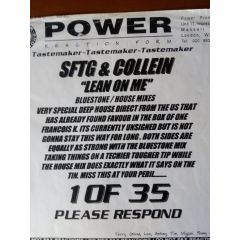 POWER
REACTION FORM
Tastemaker-Tastemaker-Tastemaker
SFTG & COLLEIN
"LEAN ON ME"
BLUESTONE / HOUSE MIXES
VERY SPECIAL DEEP HOUSE DIRECT FROM THE US THAT
HAS ALREADY FOUND FAVOUR IN THE BOX OF ONE
FRANCOIS K. ITS CURRENTLY UNSIGNED BUT IS NOT
GONNA STAY THIS WAY FOR LONG. BOTH SIDES ARE
EQUALLY AS STRONG WITH THE BLUESTONE MIX
TAKING THINGS ON A TECHIER TOUGHER TIP WHILE
THE HOUSE MIX DOES EXACTLY WHAT IT SAYS ON THE
TIN. MISS THIS AT YOUR PERIL......
1 OF 35
PLEASE RESPOND